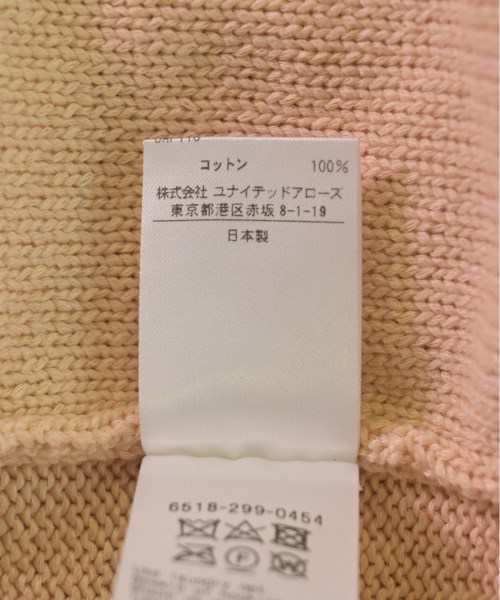 コットン 100%
株式会社 ユナイテッドアローズ
東京都港区赤坂 8-1-19
日本製
6518-299-0454